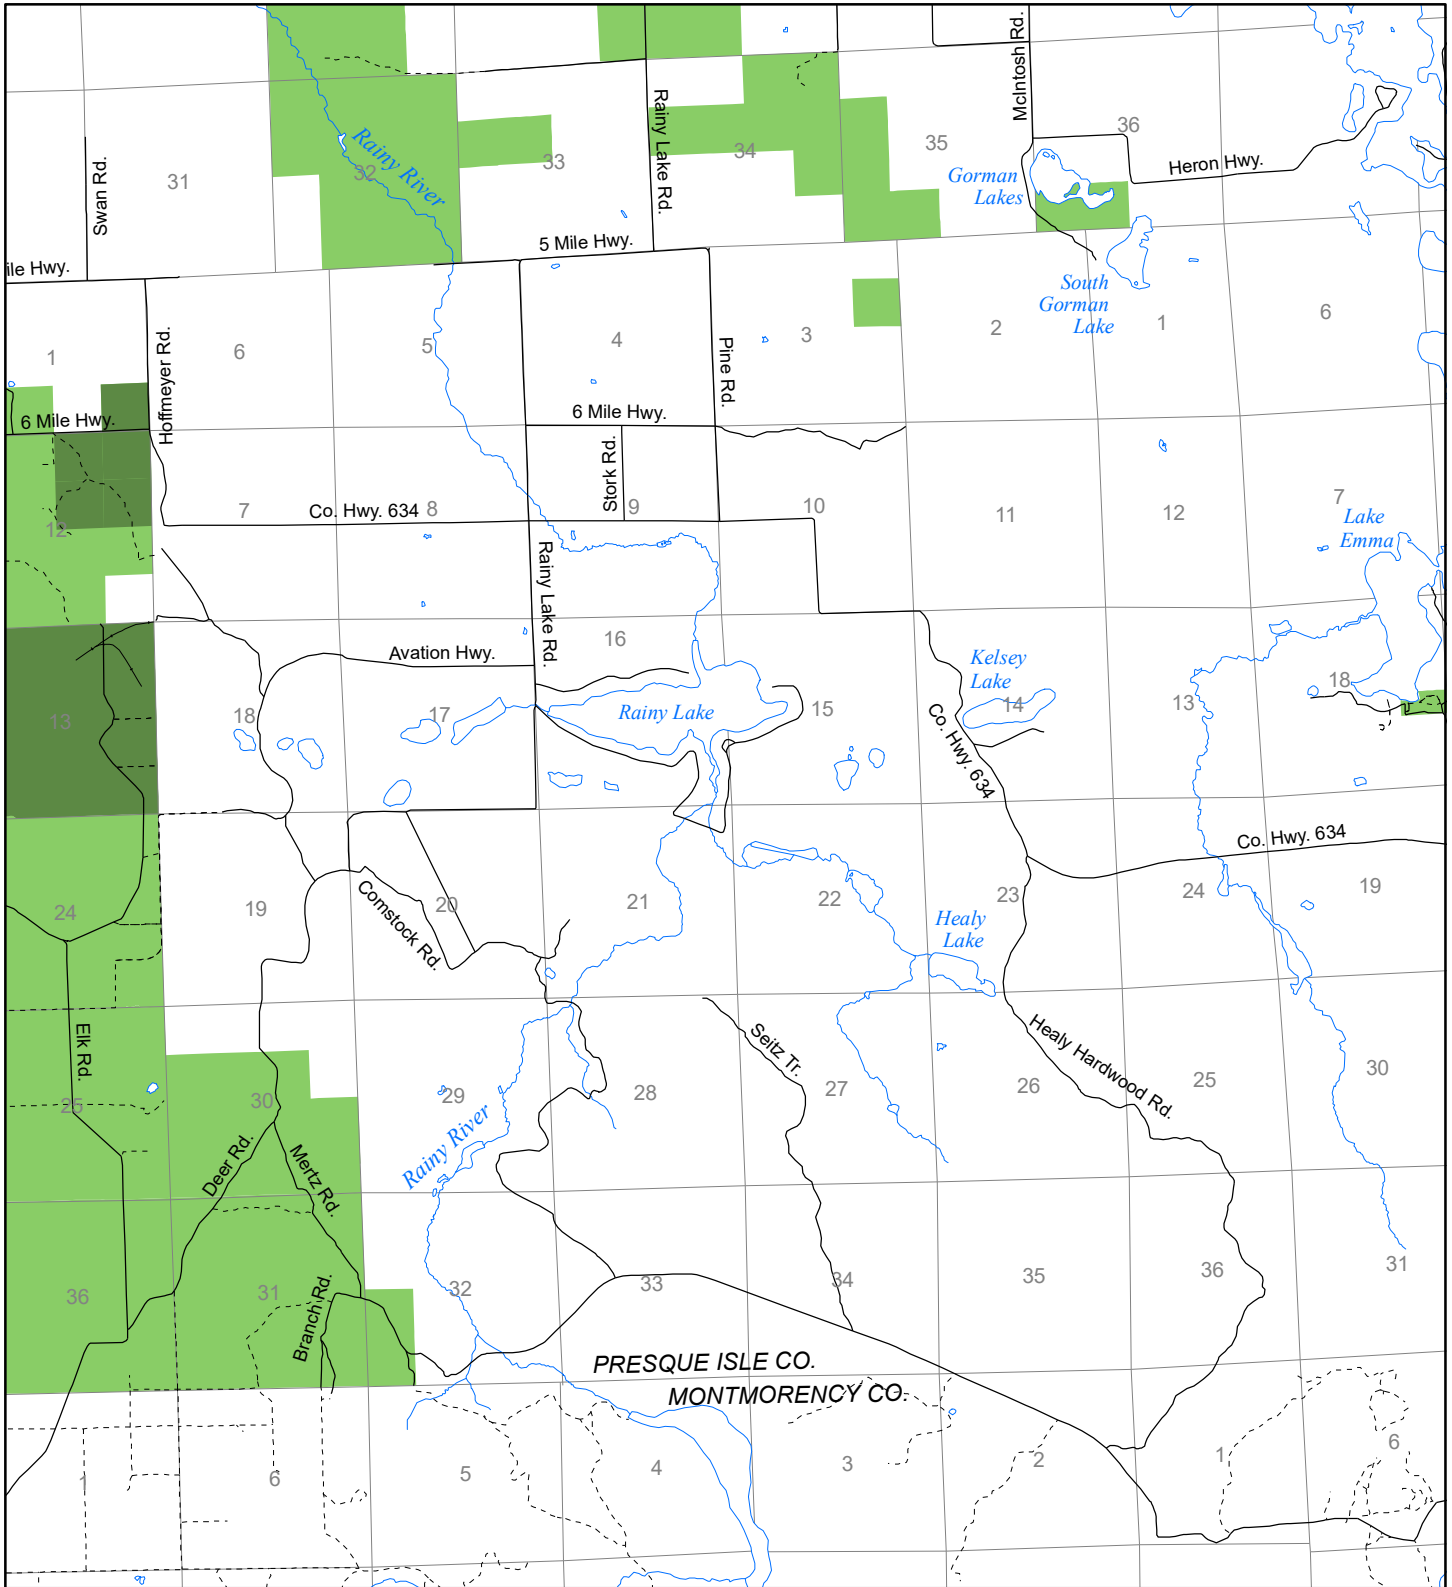 McIntosh Rd.
Rainy Lake Rd.
36
35
34
33
32
31
Rainy River
Swan Rd.
Heron Hwy.
Gorman
Lakes
5 Mile Hwy.
ile Hwy.
South
Gorman
Lake
1
6
5
4
3
2
1
6
Hoffmeyer Rd.
Pine Rd.
6 Mile Hwy.
6 Mile Hwy.
Stork Rd.
12
7
Co. Hwy. 634
8
9
10
11
12
7
Lake
Emma
Rainy Lake Rd.
16
Avation Hwy.
Kelsey
Lake
13
18
17
Rainy Lake
15
14
13
18
Co. Hwy. 634
Co. Hwy. 634
24
19
Comstock Rd.
20
21
22
23
24
19
Healy
Lake
Elk Rd.
Seitz Tr.
Healy Hardwood Rd.
25
30
29
28
27
26
25
30
Rainy River
Deer Rd.
Mertz Rd.
36
31
Branch Rd.
32
33
34
35
36
31
PRESQUE ISLE CO.
MONTMORENCY CO.
1
6
5
4
3
2
1
6